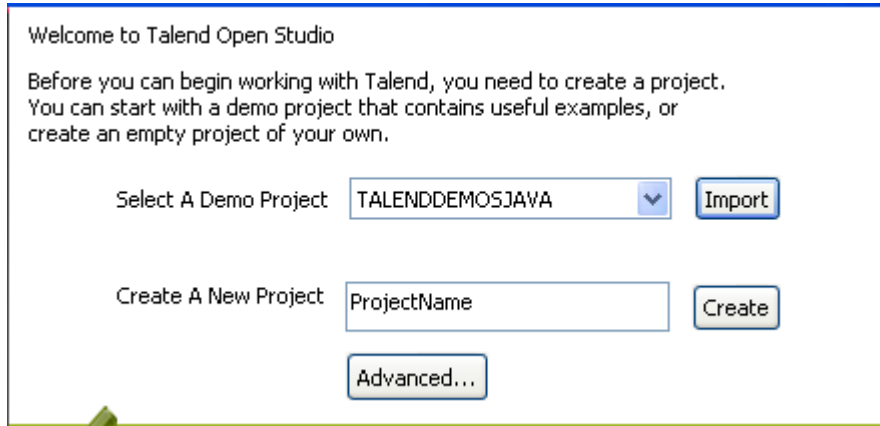 Welcome to Talend Open Studio
Before you can begin working with Talend, you need to create a project.
You can start with a demo project that contains useful examples, or
create an empty project of your own.
Select A Demo Project TALENDDEMOSJAVA Import
Create A New Project ProjectName Create
Advanced...